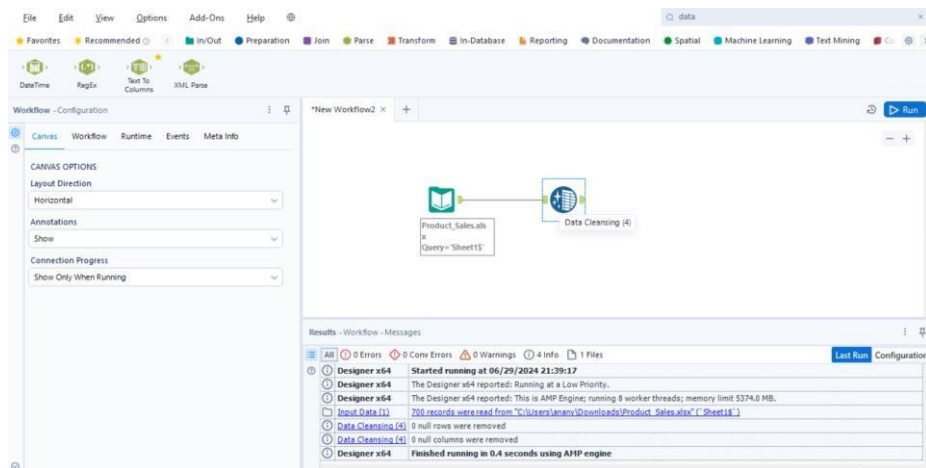 File Edit View Options Add-Ons Help data
Favorites Recommended In/Out Preparation Join Parse Transform In-Database Reporting Documentation Spatial Machine Learning Text Mining
DateTime RegEx Text To Columns XML Parse
Workflow - Configuration
*New Workflow2
Run
Canvas Workflow Runtime Events Meta Info
CANVAS OPTIONS
Layout Direction
Horizontal
Annotations
Show
Connection Progress
Show Only When Running
Product_Sales.xls
x
Query=`Sheet1$`
Data Cleansing (4)
Results - Workflow - Messages
All 0 Errors 0 Conv Errors 0 Warnings 4 Info 1 Files Last Run Configuration
Designer x64 Started running at 06/29/2024 21:39:17
Designer x64 The Designer x64 reported: Running at a Low Priority.
Designer x64 The Designer x64 reported: This is AMP Engine; running 8 worker threads; memory limit 5374.0 MB.
Input Data (1) 700 records were read from "C:\Users\anany\Downloads\Product_Sales.xlsx" (`Sheet1$`)
Data Cleansing (4) 0 null rows were removed
Data Cleansing (4) 0 null columns were removed
Designer x64 Finished running in 0.4 seconds using AMP engine